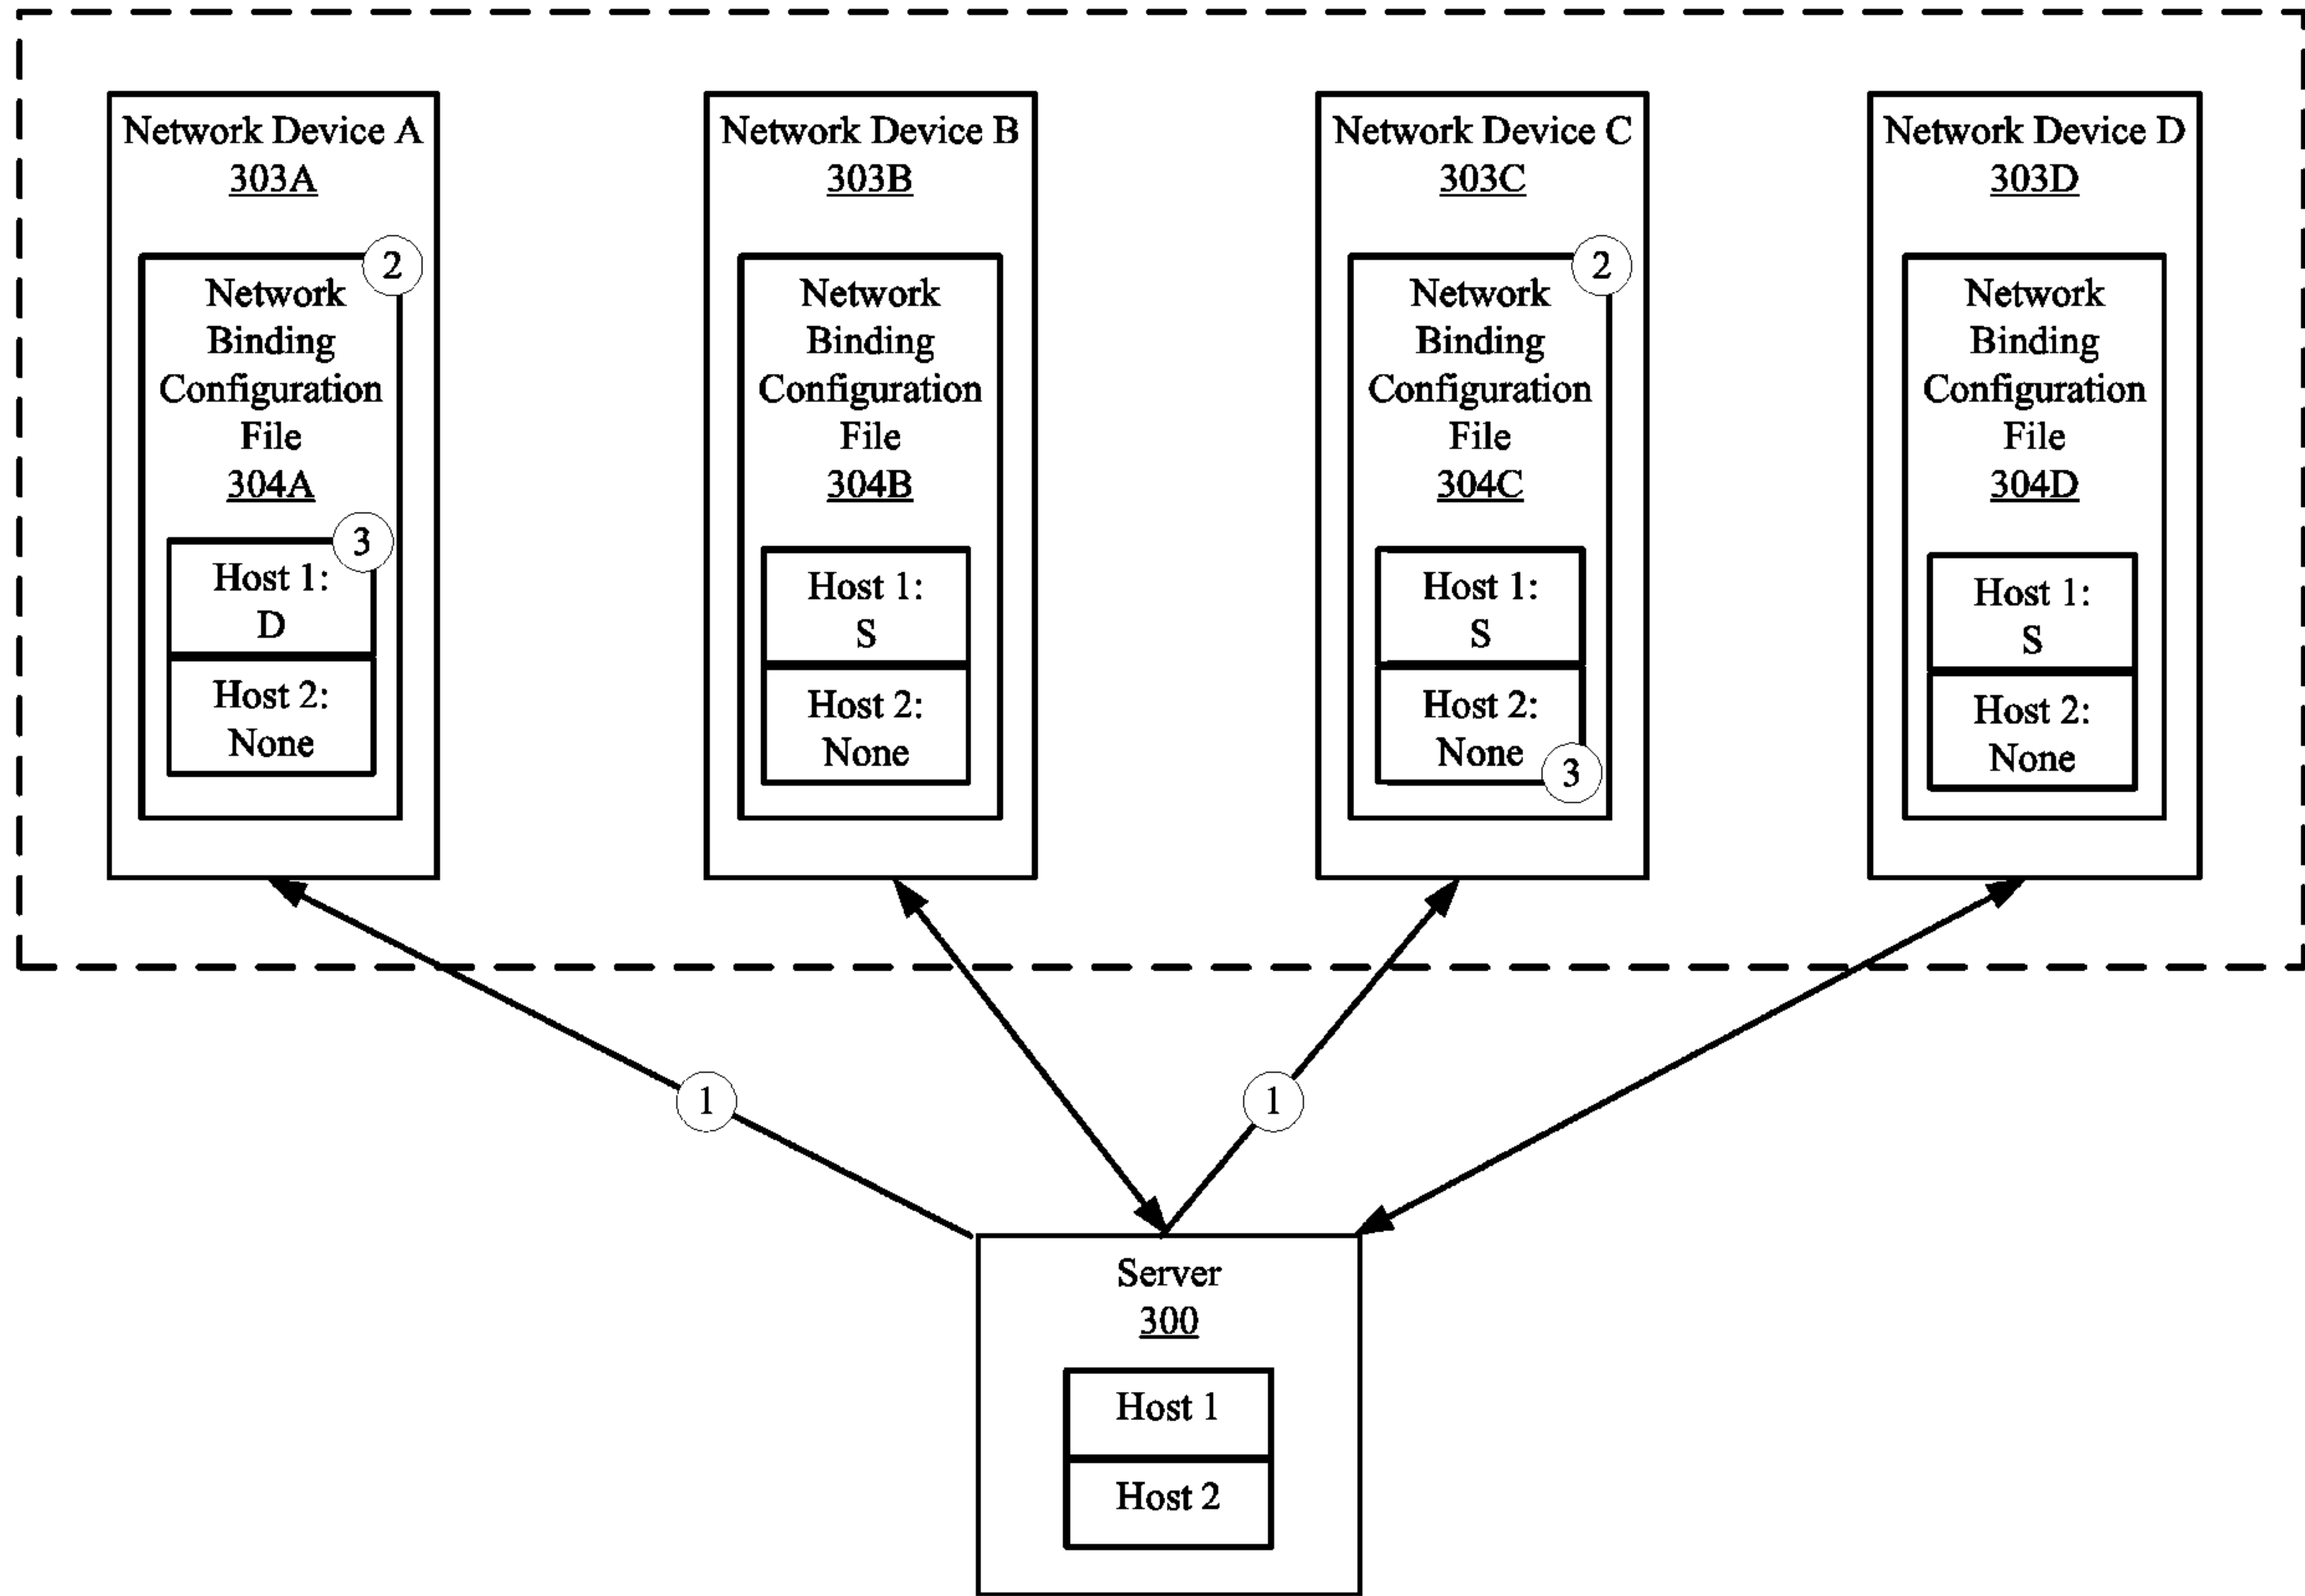 Network Device A
303A
2
Network
Binding
Configuration
File
304A
3
Host 1:
D
Host 2:
None
Network Device B
303B
Network
Binding
Configuration
File
304B
Host 1:
S
Host 2:
None
Network Device C
303C
2
Network
Binding
Configuration
File
304C
Host 1:
S
Host 2:
None
3
Network Device D
303D
Network
Binding
Configuration
File
304D
Host 1:
S
Host 2:
None
1
1
Server
300
Host 1
Host 2